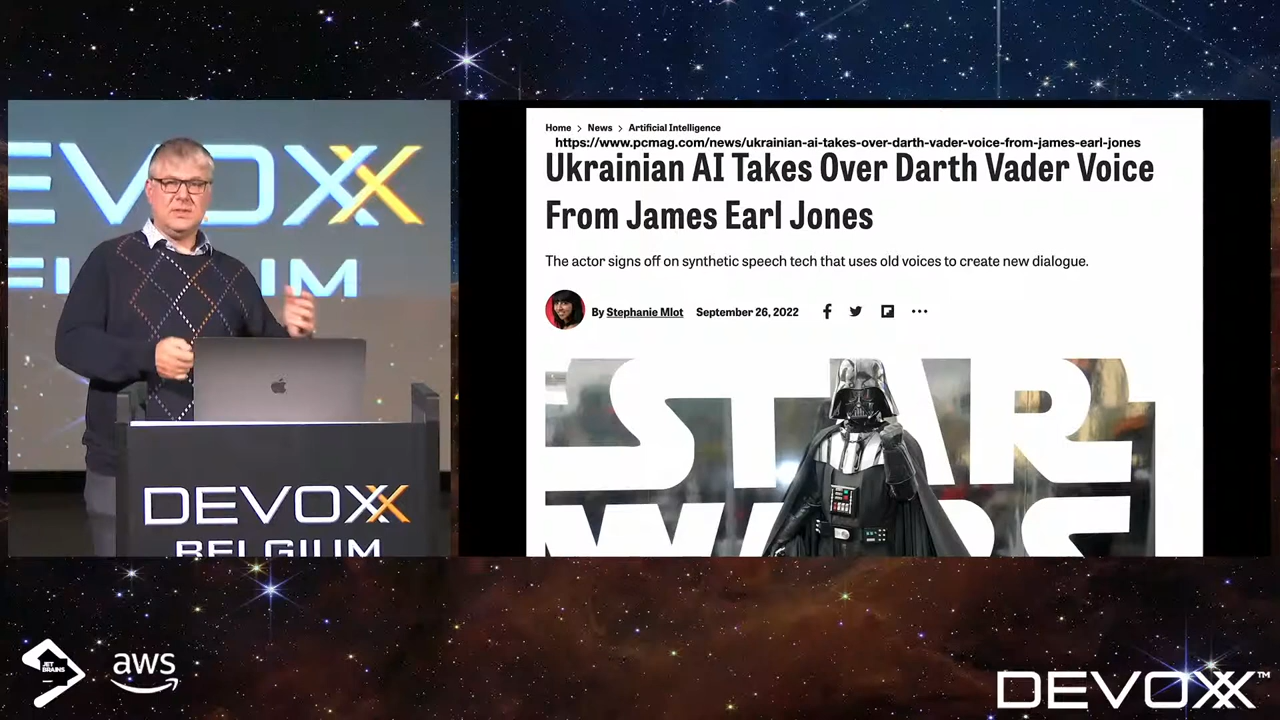 EVOXX
BELGIUM
DEVOXX
BELGIUM
Home > News > Artificial Intelligence
https://www.pcmag.com/news/ukrainian-ai-takes-over-darth-vader-voice-from-james-earl-jones
Ukrainian AI Takes Over Darth Vader Voice
From James Earl Jones
The actor signs off on synthetic speech tech that uses old voices to create new dialogue.
By Stephanie Mlot September 26, 2022
STAR
WARS
JET
BRAINS
aws
DEVOXX™